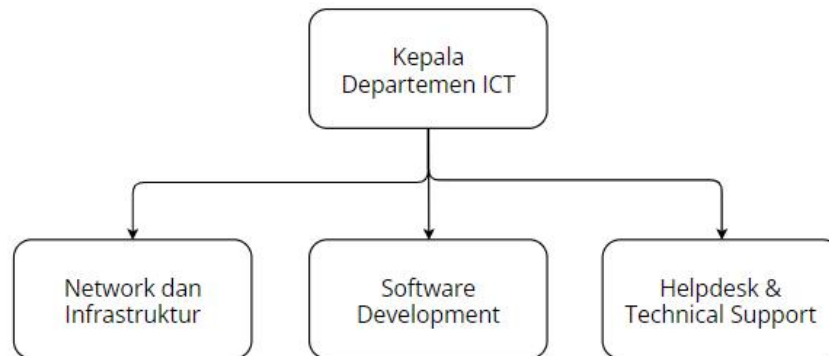 Kepala
Departemen ICT
Network dan
Infrastruktur
Software
Development
Helpdesk &
Technical Support